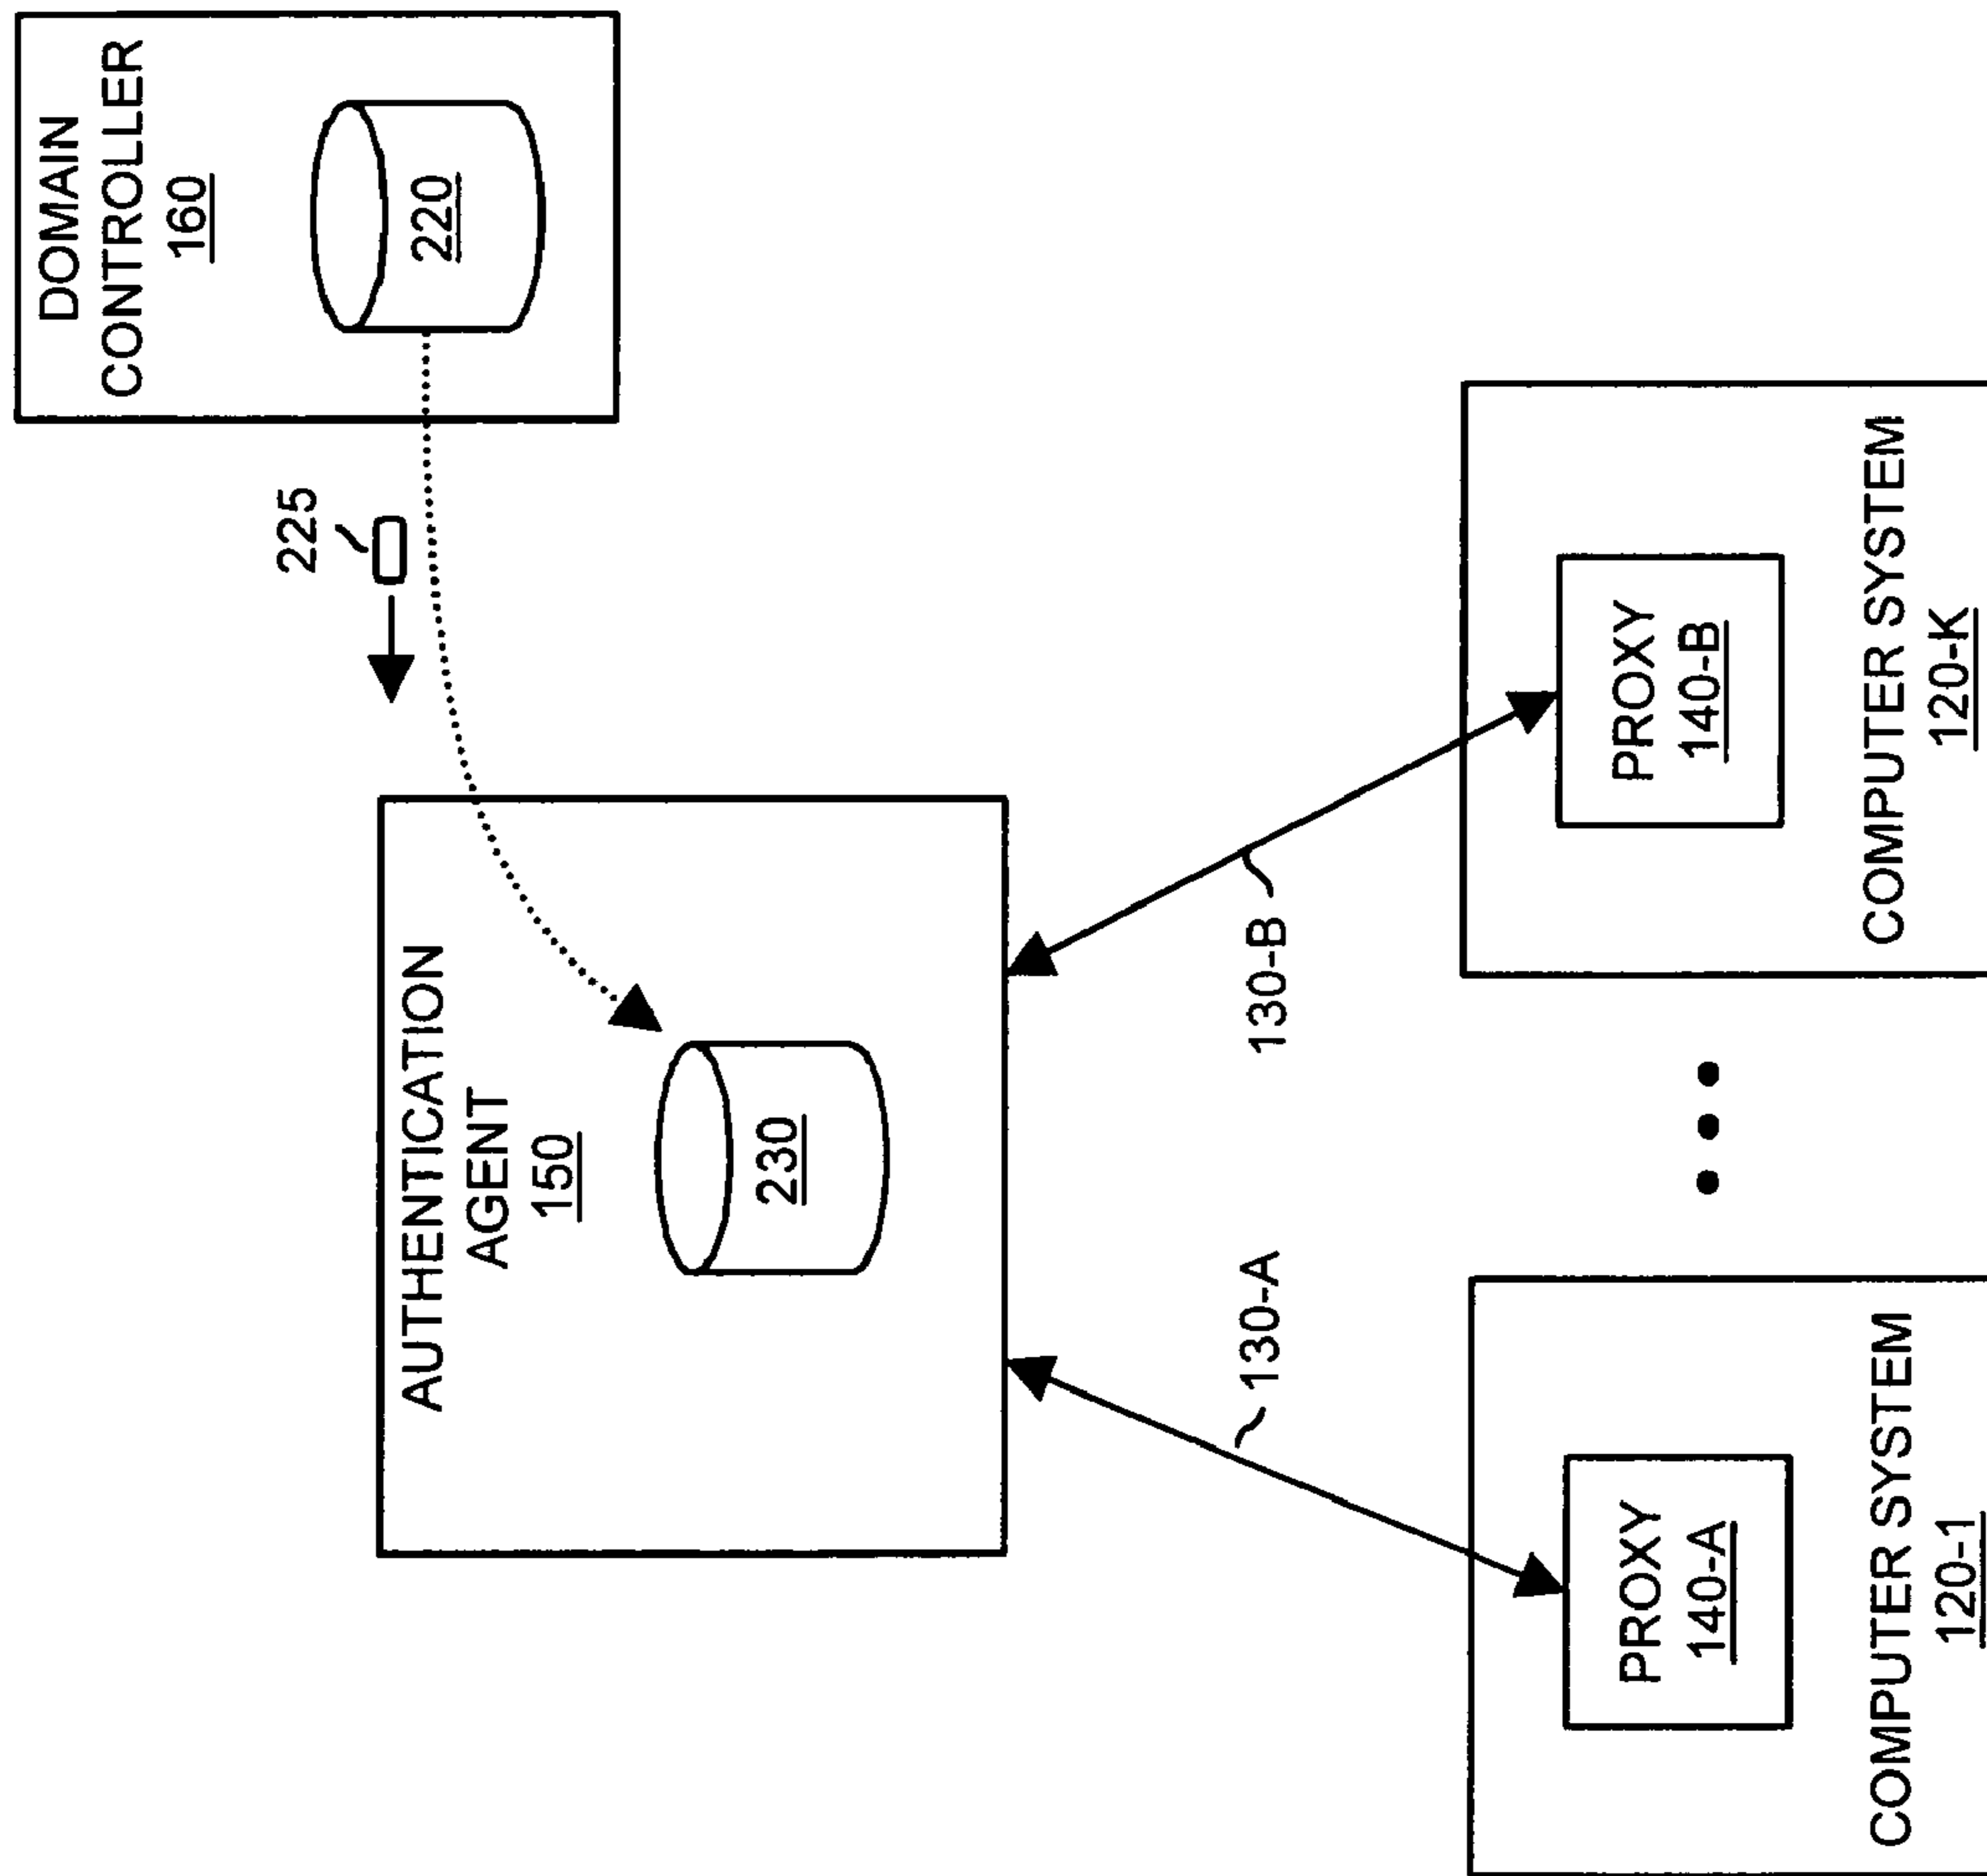 DOMAIN
CONTROLLER
160
220
225
AUTHENTICATION
AGENT
150
230
130-A
130-B
PROXY
140-A
COMPUTER SYSTEM
120-1
PROXY
140-B
COMPUTER SYSTEM
120-K